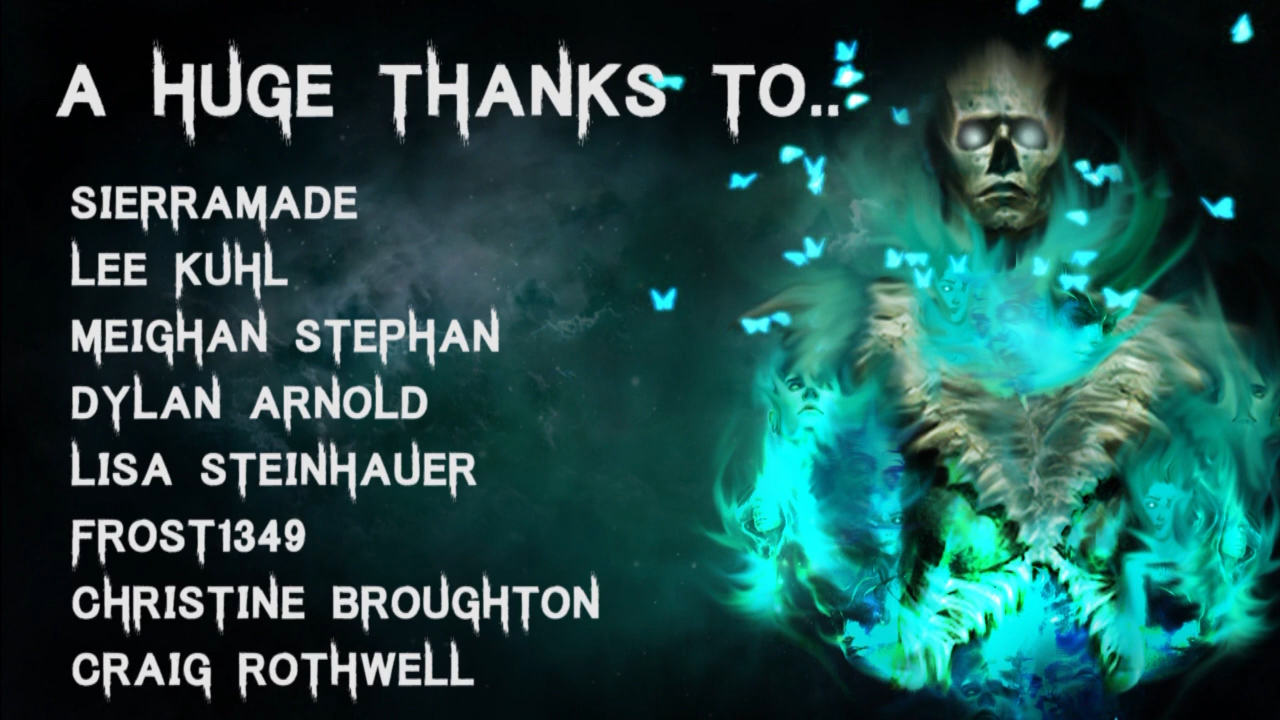 A HUGE THANKS TO..
SIERRAMADE
LEE KUHL
MEIGHAN STEPHAN
DYLAN ARNOLD
LISA STEINHAUER
FROST1349
CHRISTINE BROUGHTON
CRAIG ROTHWELL